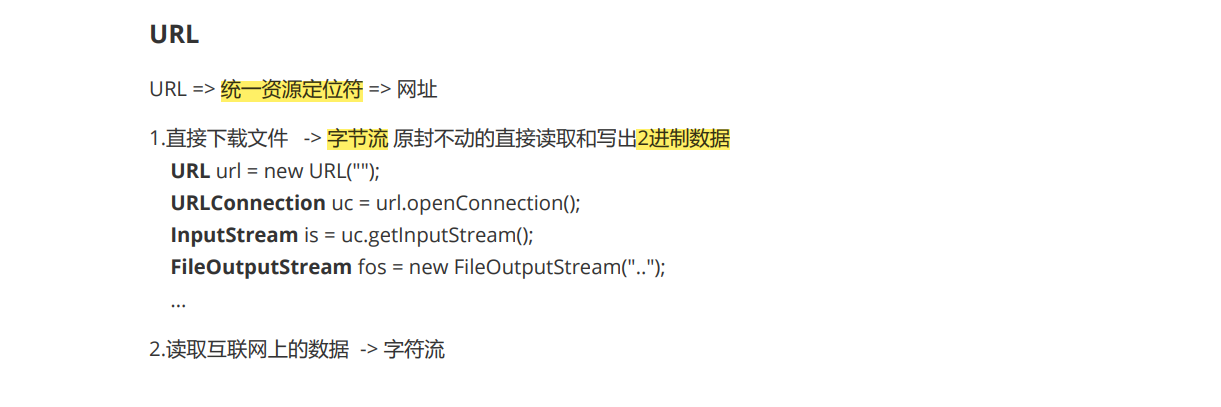 URL
URL => 统一资源定位符 => 网址
1.直接下载文件 -> 字节流 原封不动的直接读取和写出2进制数据
URL url = new URL("");
URLConnection uc = url.openConnection();
InputStream is = uc.getInputStream();
FileOutputStream fos = new FileOutputStream("..");
...
2.读取互联网上的数据 -> 字符流